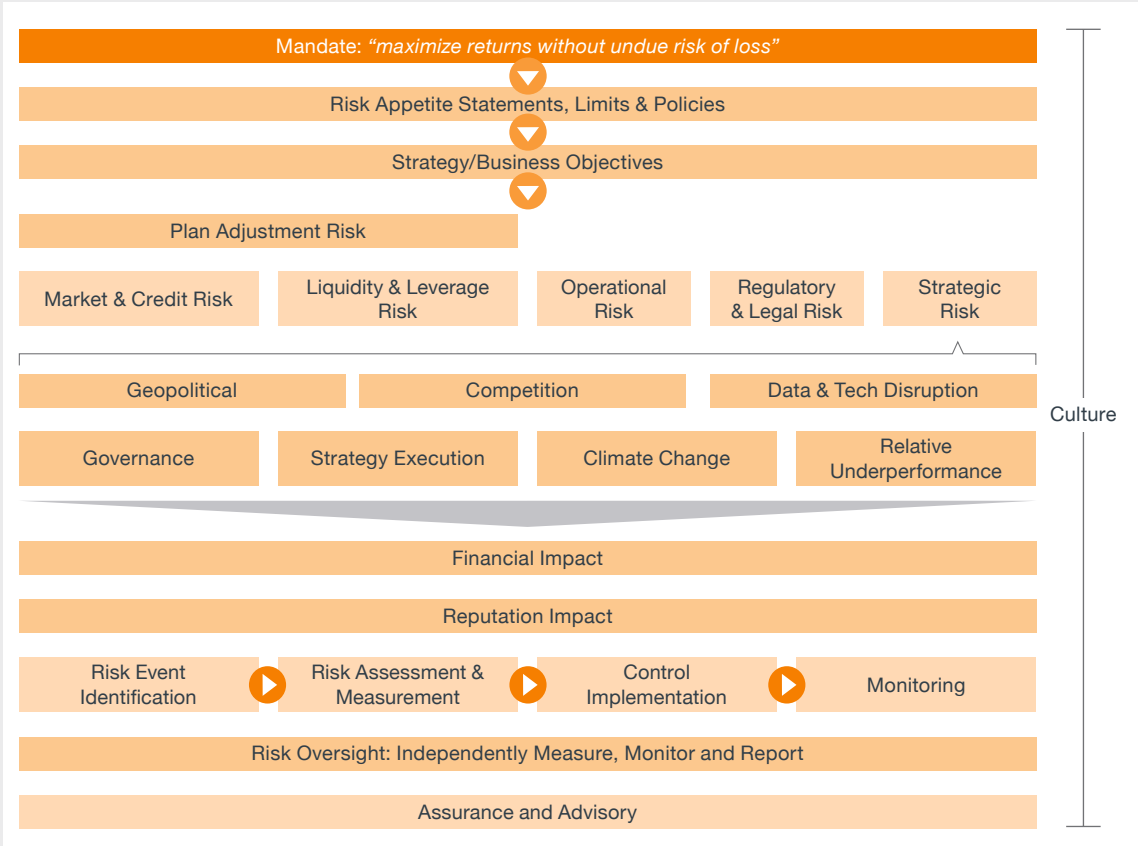 Mandate: “maximize returns without undue risk of loss”
Risk Appetite Statements, Limits & Policies
Strategy/Business Objectives
Plan Adjustment Risk
Market & Credit Risk
Liquidity & Leverage
Risk
Operational
Risk
Regulatory
& Legal Risk
Strategic
Risk
Geopolitical
Competition
Data & Tech Disruption
Governance
Strategy Execution
Climate Change
Relative
Underperformance
Financial Impact
Reputation Impact
Risk Event
Identification
Risk Assessment &
Measurement
Control
Implementation
Monitoring
Risk Oversight: Independently Measure, Monitor and Report
Assurance and Advisory
Culture